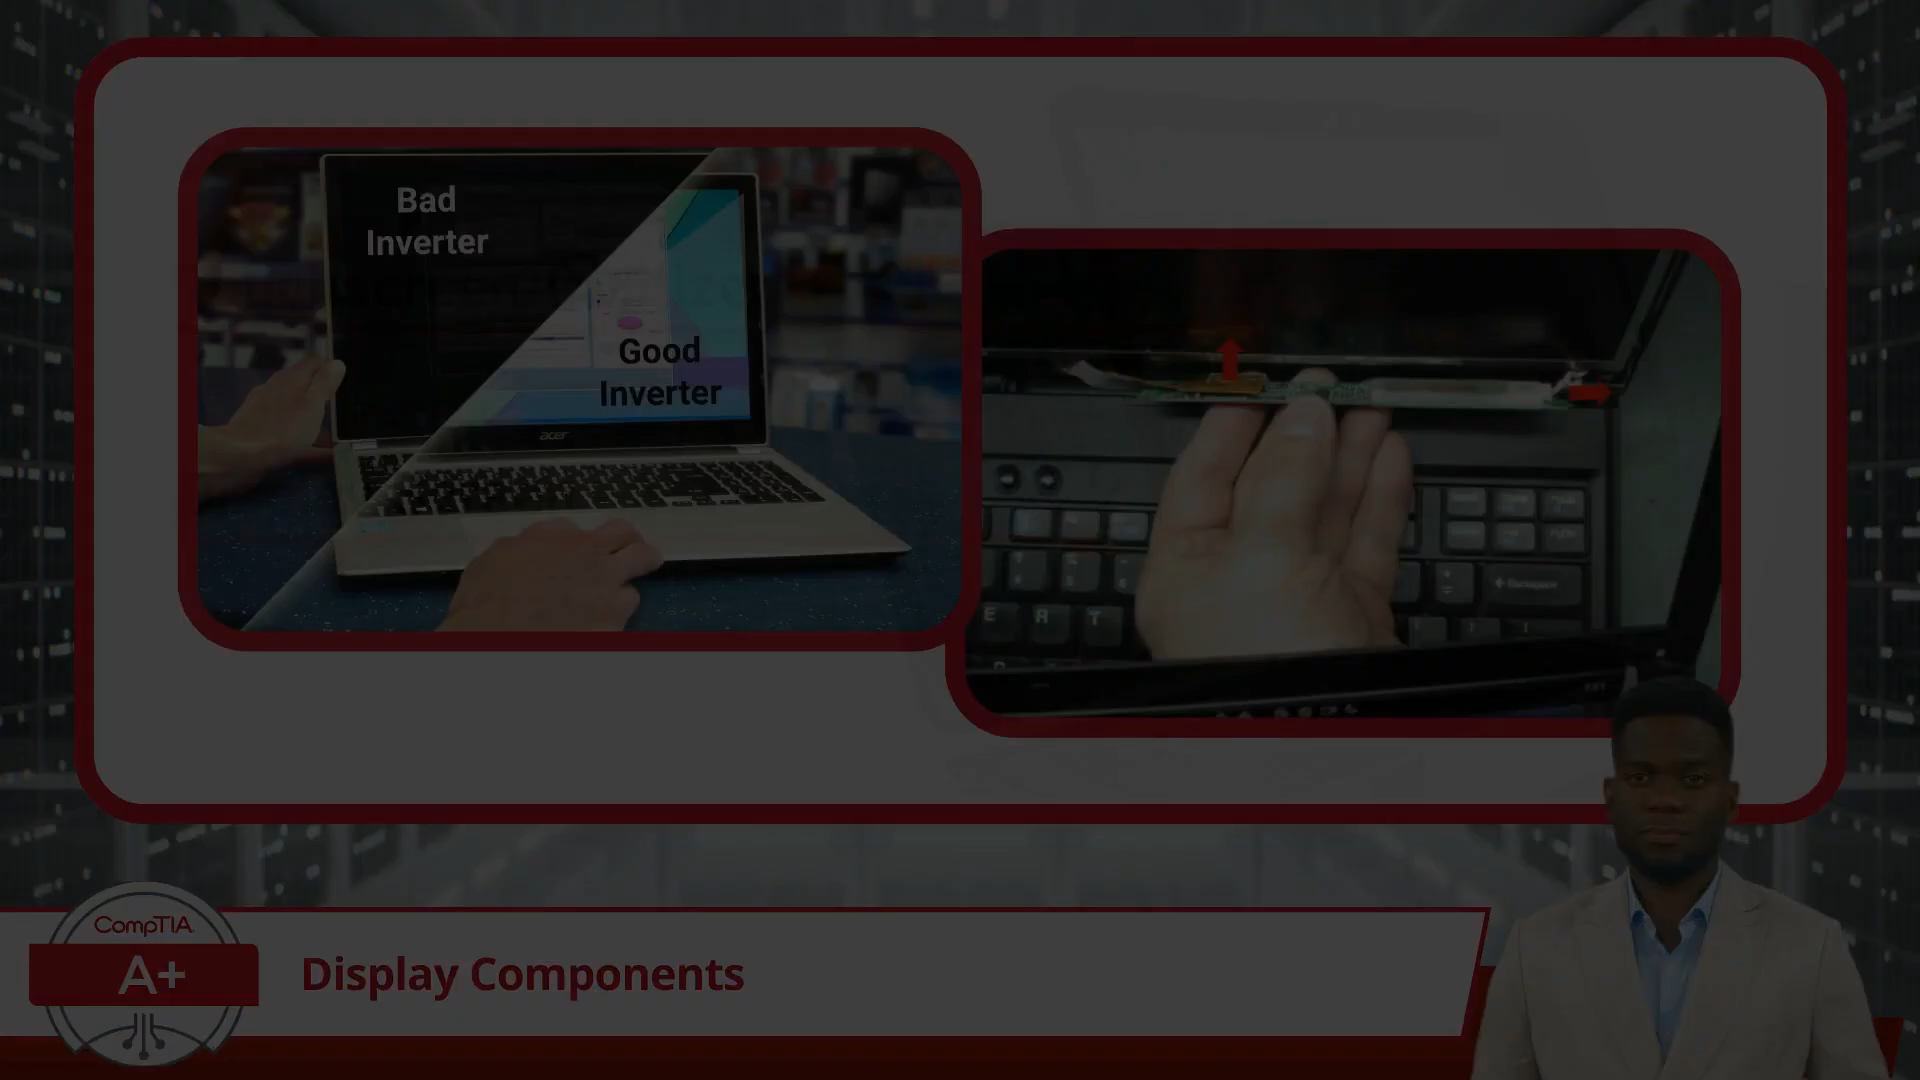 Bad
Inverter
Good
Inverter
acer
E R T
CompTIA
A+
Display Components